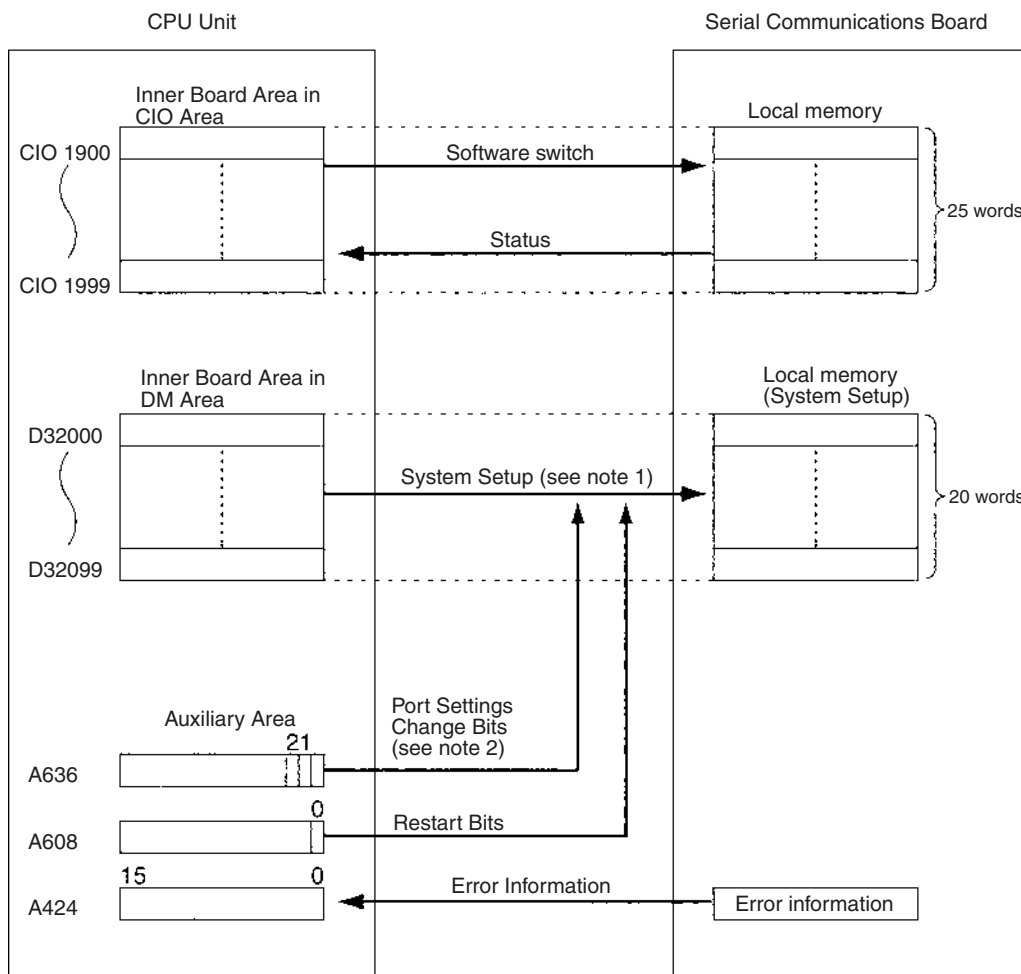 CPU Unit
Serial Communications Board
Inner Board Area in
CIO Area
Local memory
CIO 1900
Software switch
25 words
Status
CIO 1999
Inner Board Area in
DM Area
Local memory
(System Setup)
D32000
System Setup (see note 1)
20 words
D32099
Port Settings
Change Bits
(see note 2)
Auxiliary Area
21
A636
0
A608
Restart Bits
15 0
A424
Error Information
Error information